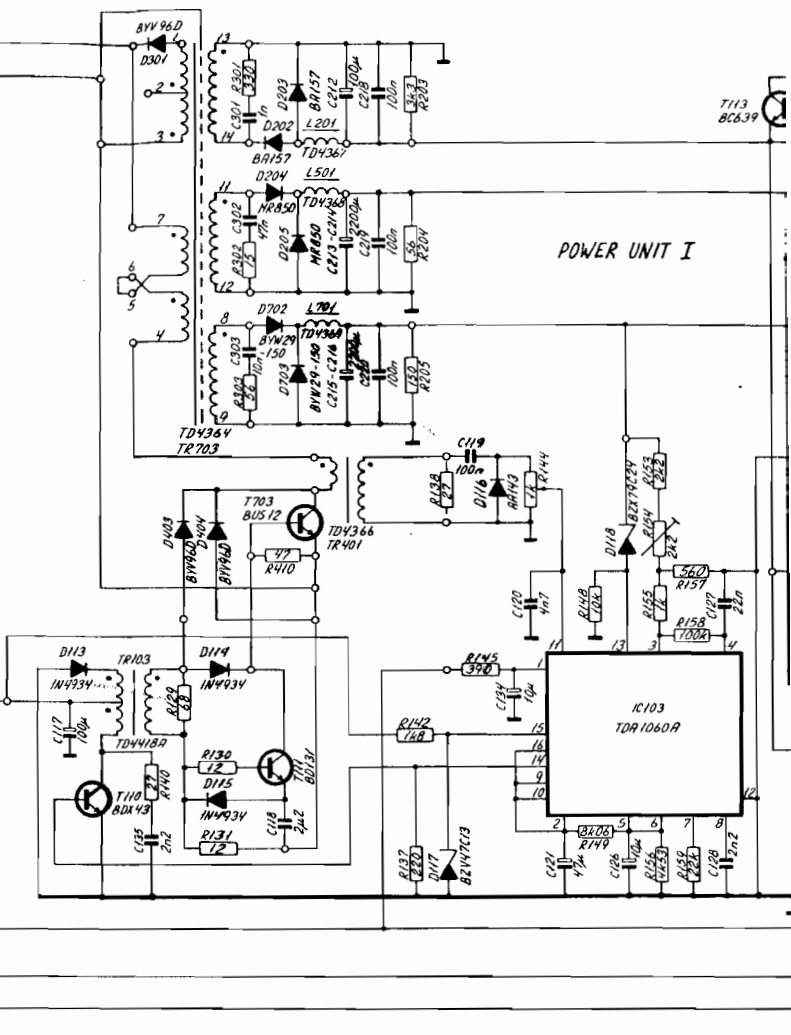 BYV96D
D301
1
2
3
7
6
5
4
13
14
11
12
8
9
R301
330
C301
1n
D203
BA157
C212
100µ
C218
100n
3k3
R203
D202
BA157
L201
TD4367
D204
MR850
L501
TD4368
C302
47n
R302
15
D205
MR850
C213-C214
2200µ
C219
100n
56
R204
D702
BYW29
-150
L701
TD4369
C303
10n
R303
56
D703
BYW29-150
C215-C216
100n
150
R205
TD4364
TR703
T113
BC639
POWER UNIT I
T703
BUS12
D403
BYV96D
D404
BYV96D
47
R410
TD4366
TR401
R138
27
C119
100n
D116
AA143
R144
1k
C120
4n7
R148
10k
D118
BZX79C24
R153
2k2
R154
2k2
R155
1k
560
R157
R158
100k
C127
22n
D113
1N4934
TR103
TD4418A
C117
100µ
T110
BDX43
R140
27
C135
2n2
D114
1N4934
R129
68
R130
12
D115
1N4934
R131
12
T111
BD131
C118
2µ2
R145
390
C134
10µ
R142
1k8
R137
220
D117
BZV47C13
11
13
3
4
1
15
16
14
9
10
12
2
5
6
7
8
IC103
TDA1060A
8k06
R149
C121
47µ
C126
10µ
R156
4k53
R159
22k
C128
2n2